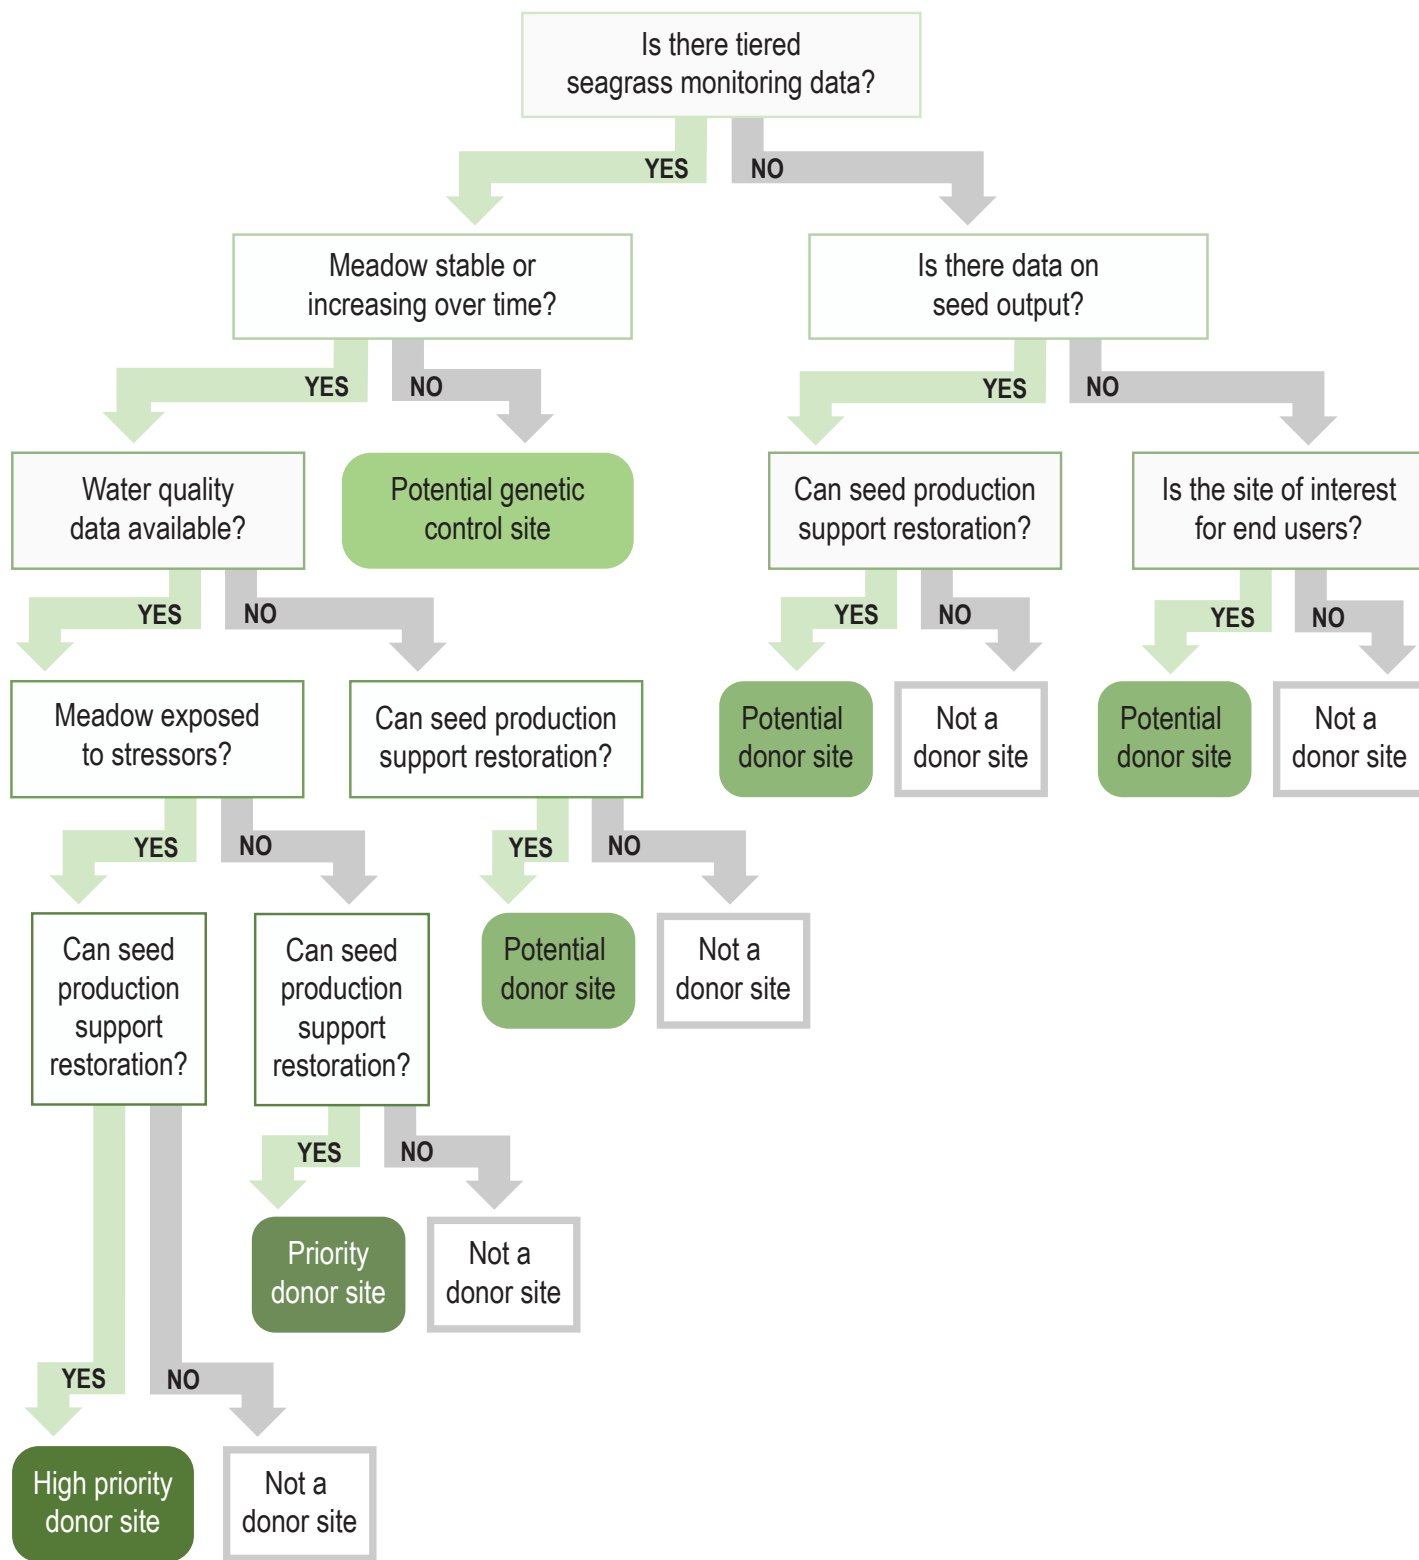 Is there tiered
seagrass monitoring data?
YES
NO
Meadow stable or
increasing over time?
Is there data on
seed output?
YES
NO
YES
NO
Water quality
data available?
Potential genetic
control site
Can seed production
support restoration?
Is the site of interest
for end users?
YES
NO
YES
NO
YES
NO
Meadow exposed
to stressors?
Can seed production
support restoration?
Potential
donor site
Not a
donor site
Potential
donor site
Not a
donor site
YES
NO
YES
NO
Can seed
production
support
restoration?
Can seed
production
support
restoration?
Potential
donor site
Not a
donor site
YES
NO
Priority
donor site
Not a
donor site
YES
NO
High priority
donor site
Not a
donor site